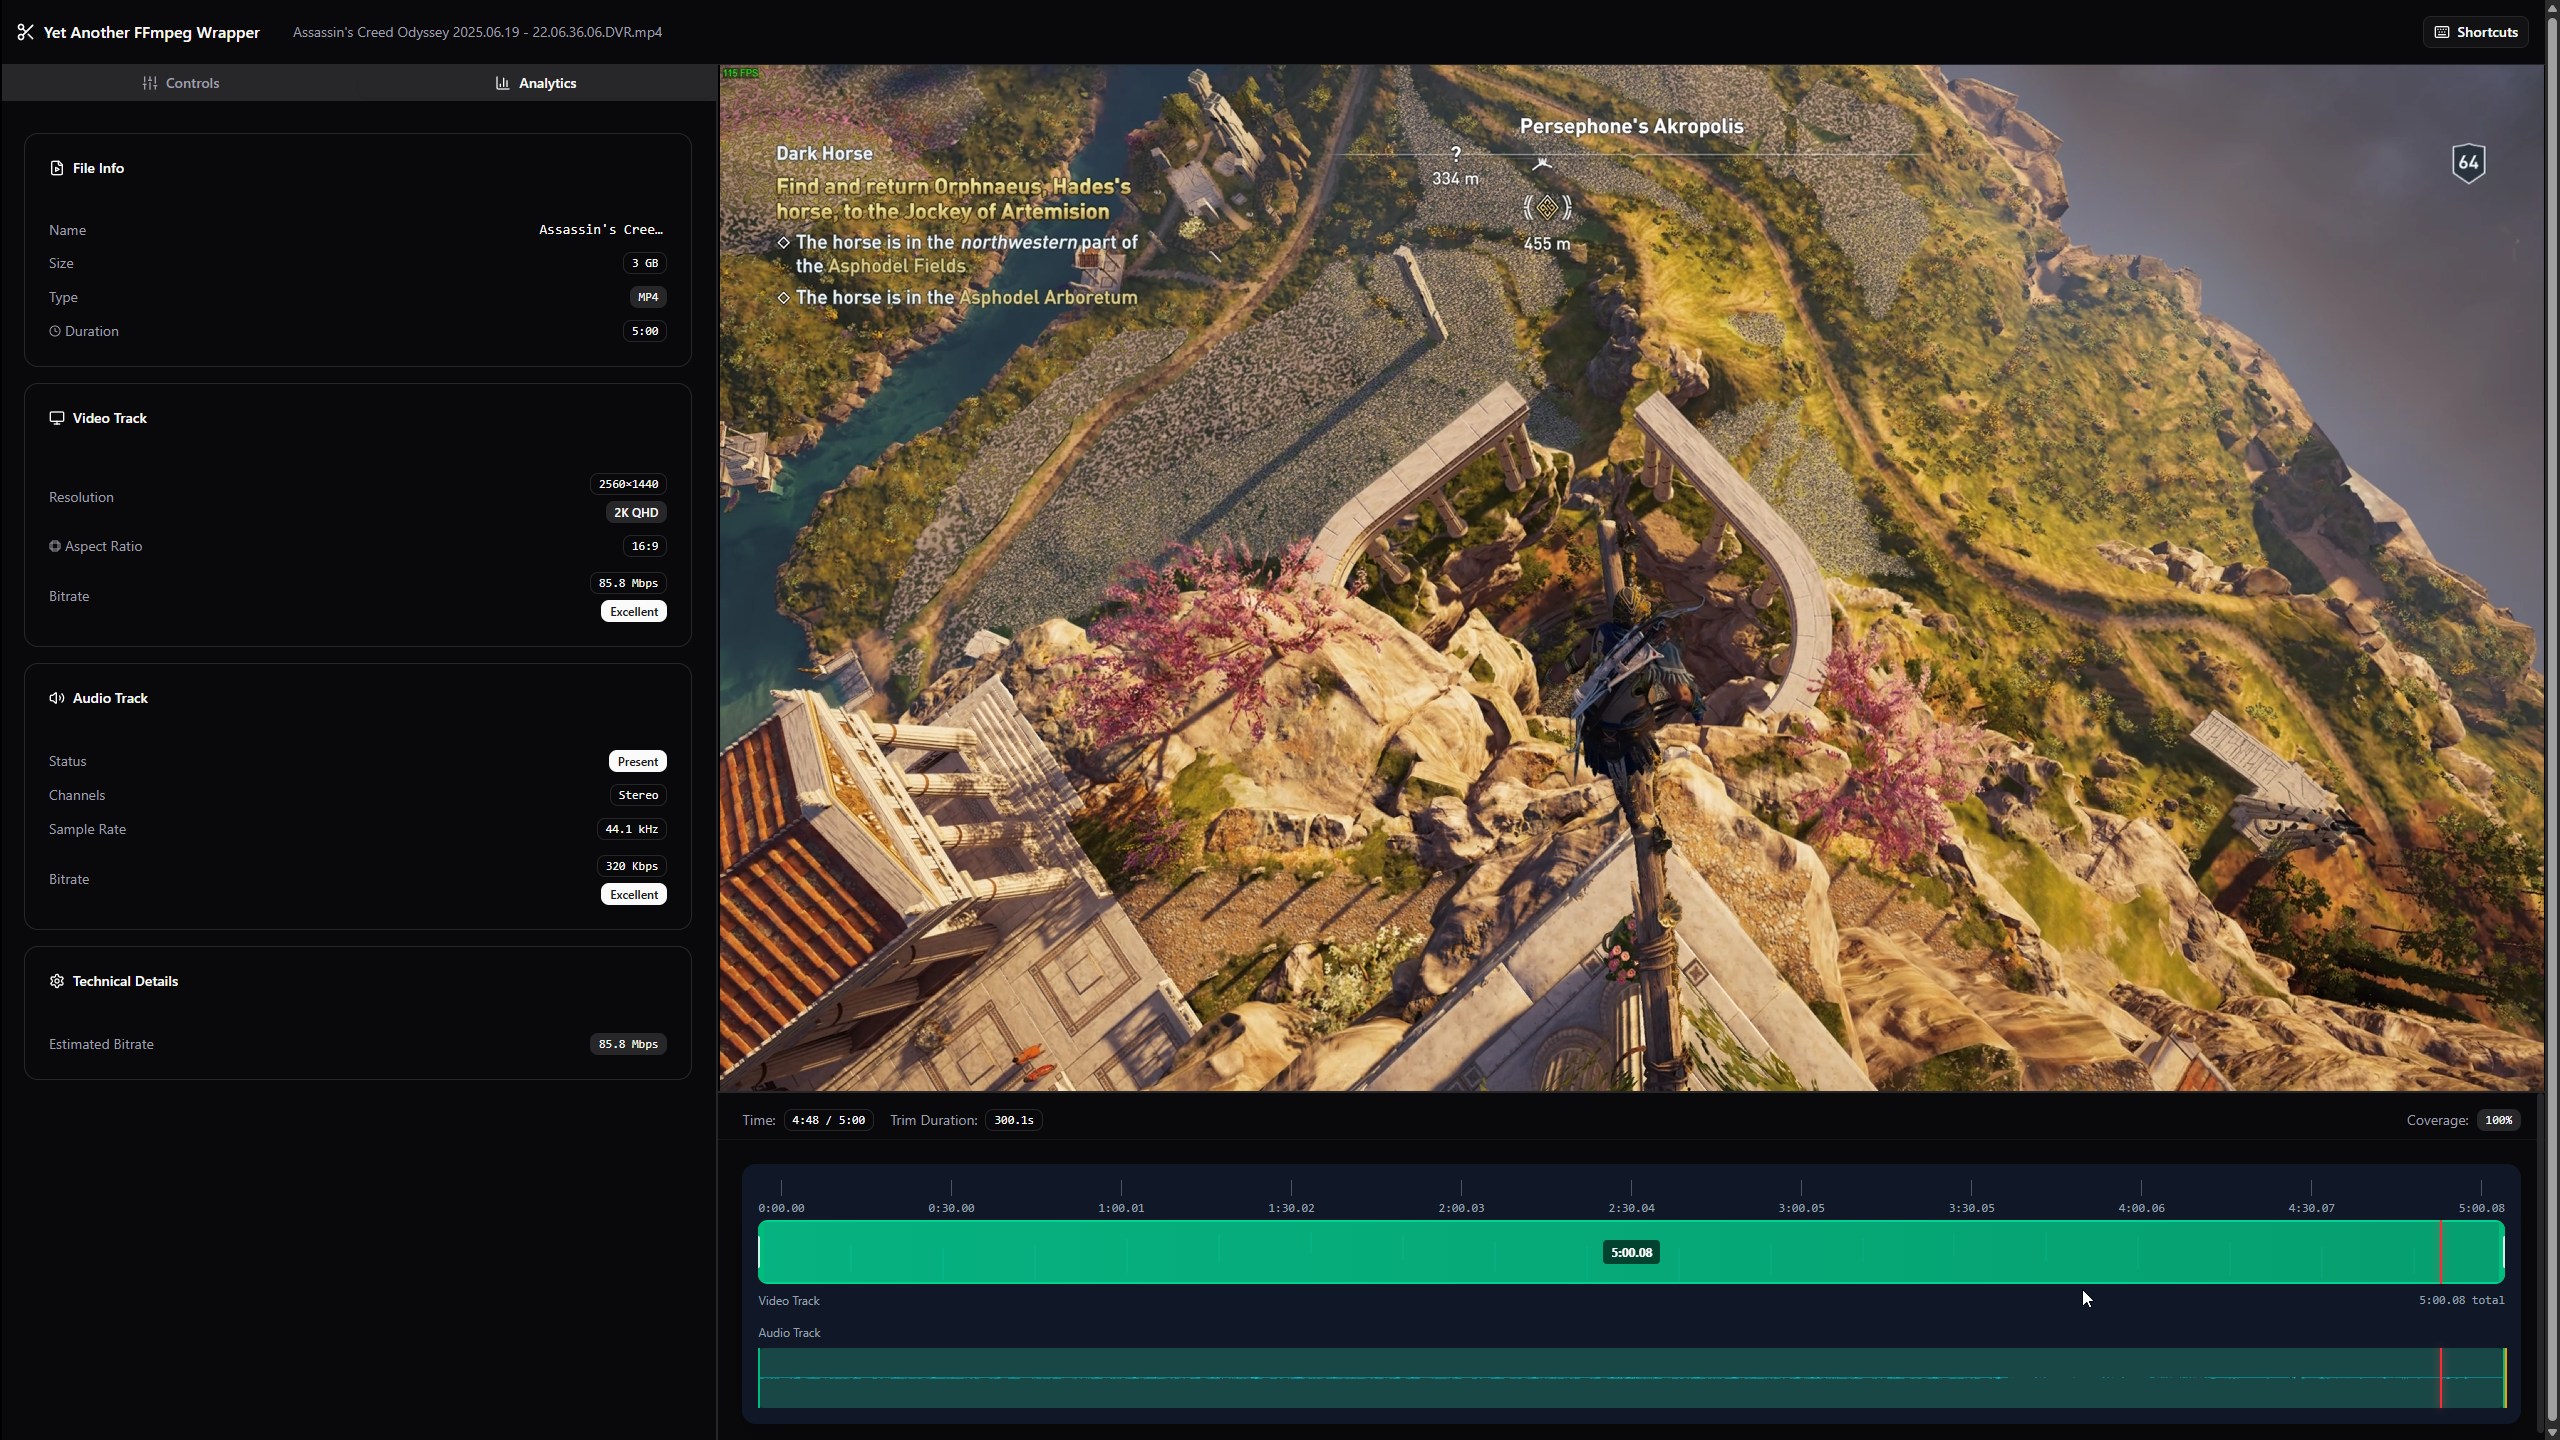 Yet Another FFmpeg Wrapper
Assassin's Creed Odyssey 2025.06.19 - 22.06.36.06.DVR.mp4
Shortcuts
Controls
Analytics
File Info
Name
Assassin's Cree…
Size
3 GB
Type
MP4
Duration
5:00
Video Track
Resolution
2560×1440
2K QHD
Aspect Ratio
16:9
Bitrate
85.8 Mbps
Excellent
Audio Track
Status
Present
Channels
Stereo
Sample Rate
44.1 kHz
Bitrate
320 Kbps
Excellent
Technical Details
Estimated Bitrate
85.8 Mbps
115 FPS
Dark Horse
Find and return Orphnaeus, Hades's
horse, to the Jockey of Artemision
The horse is in the northwestern part of
the Asphodel Fields
The horse is in the Asphodel Arboretum
Persephone's Akropolis
?
334 m
455 m
64
Time: 4:48 / 5:00 Trim Duration: 300.1s
Coverage: 100%
0:00.00 0:30.00 1:00.01 1:30.02 2:00.03 2:30.04 3:00.05 3:30.05 4:00.06 4:30.07 5:00.08
5:00.08
Video Track
5:00.08 total
Audio Track